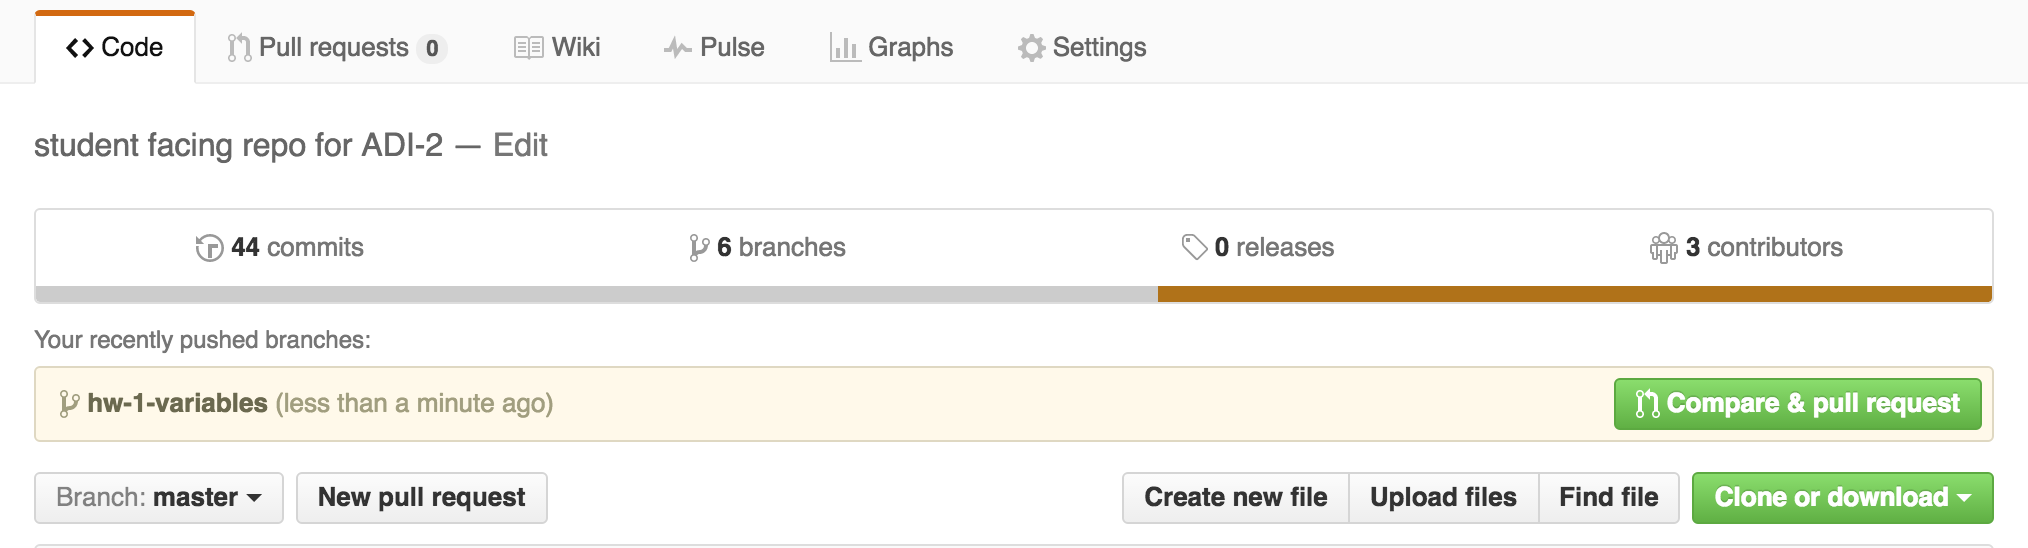 Code Pull requests 0 Wiki Pulse Graphs Settings
student facing repo for ADI-2 — Edit
44 commits 6 branches 0 releases 3 contributors
Your recently pushed branches:
hw-1-variables (less than a minute ago) Compare & pull request
Branch: master New pull request Create new file Upload files Find file Clone or download